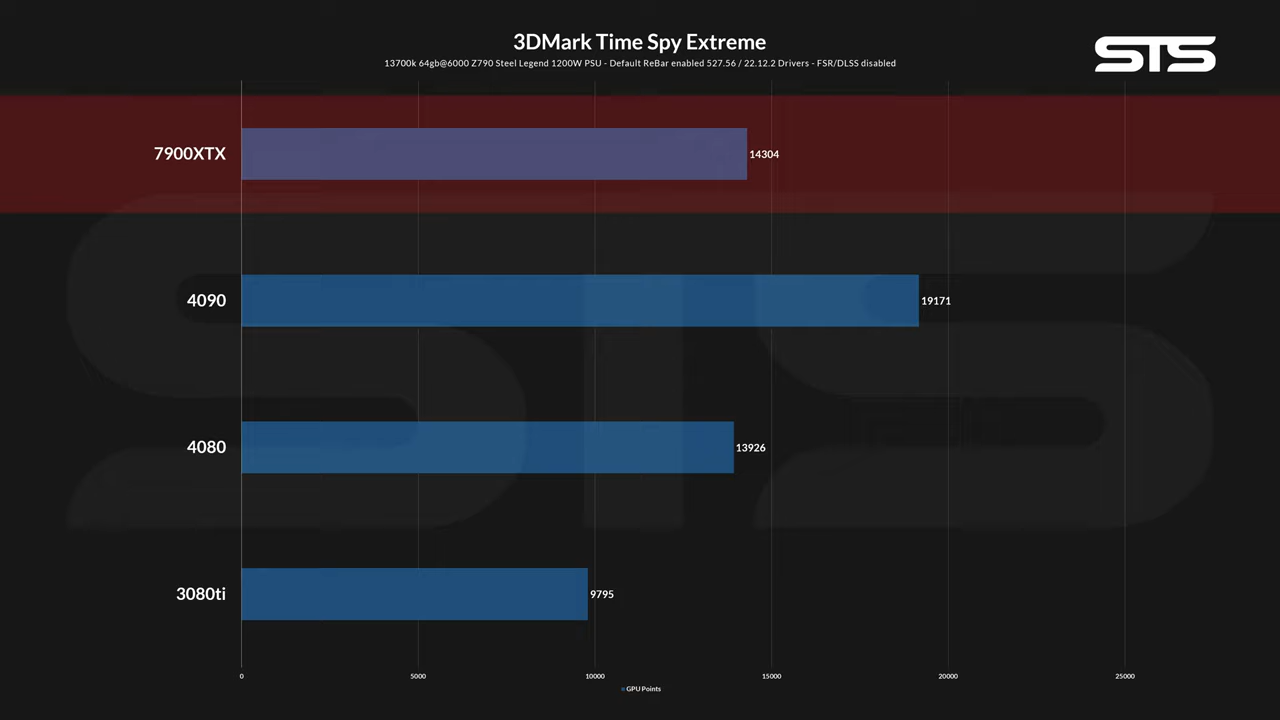 3DMark Time Spy Extreme
13700k 64gb@6000 Z790 Steel Legend 1200W PSU - Default ReBar enabled 527.56 / 22.12.2 Drivers - FSR/DLSS disabled
STS
7900XTX
14304
4090
19171
4080
13926
3080ti
9795
0 5000 10000 15000 20000 25000
GPU Points